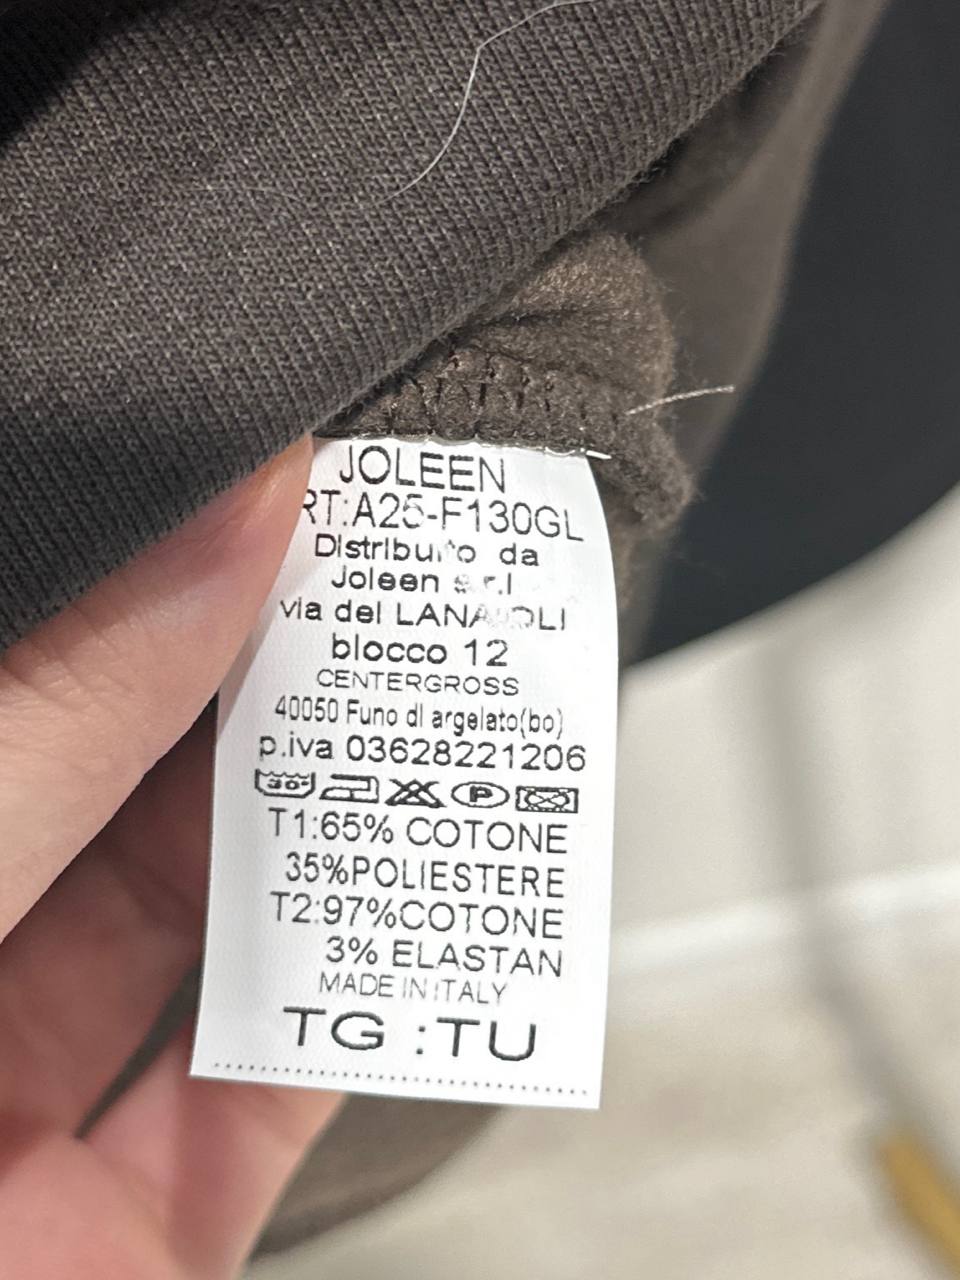 JOLEEN
RT:A25-F130GL
Distribuito da
Joleen s.r.l
via del LANAIOLI
blocco 12
CENTERGROSS
40050 Funo di argelato(bo)
p.iva 03628221206
30° P
T1:65% COTONE
35%POLIESTERE
T2:97%COTONE
3% ELASTAN
MADE IN ITALY
TG :TU